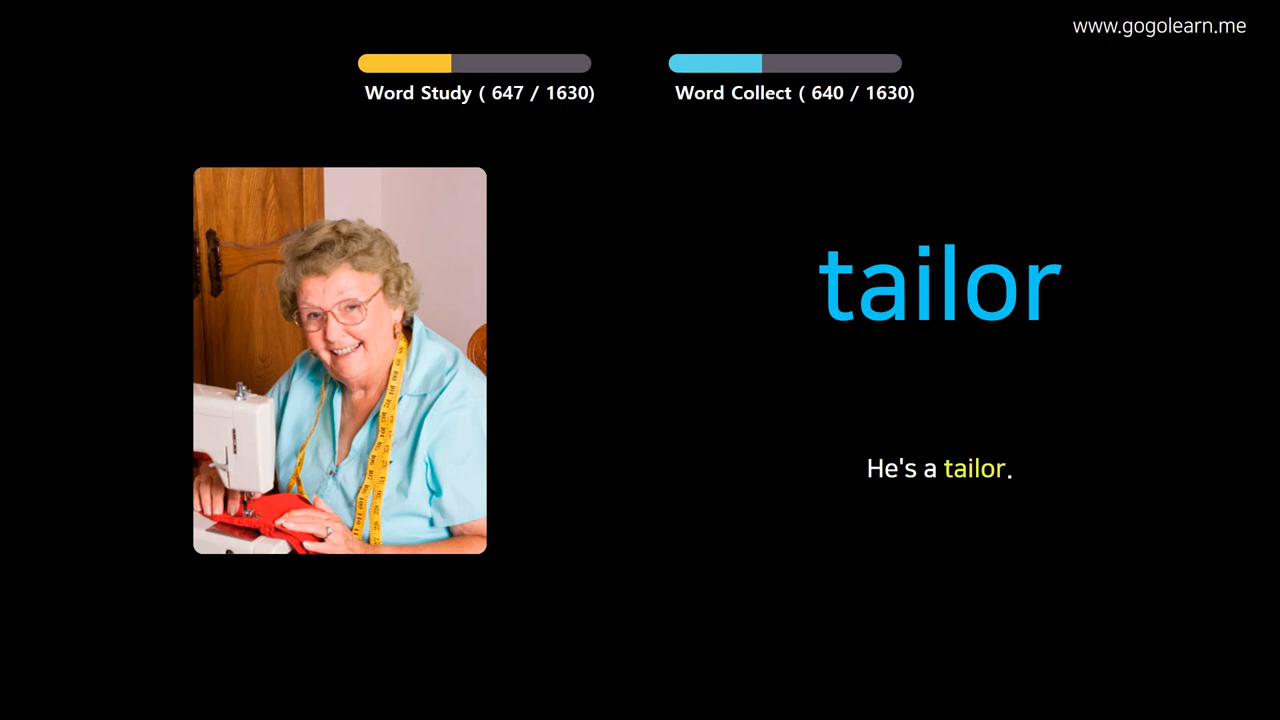 www.gogolearn.me
Word Study ( 647 / 1630)
Word Collect ( 640 / 1630)
tailor
He's a tailor.